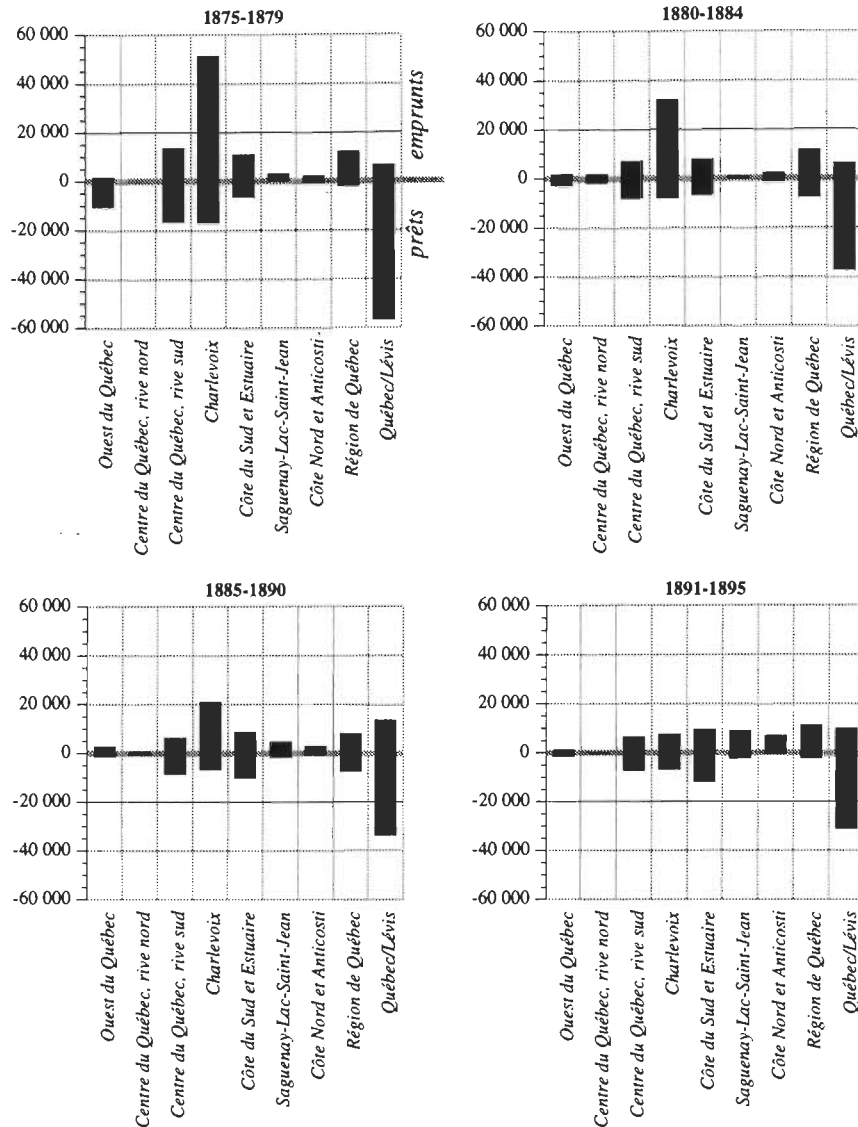 1875-1879
60 000
40 000
20 000
0
-20 000
-40 000
-60 000
emprunts
prêts
Ouest du Québec
Centre du Québec, rive nord
Centre du Québec, rive sud
Charlevoix
Côte du Sud et Estuaire
Saguenay-Lac-Saint-Jean
Côte Nord et Anticosti
Région de Québec
Québec/Lévis
1880-1884
60 000
40 000
20 000
0
-20 000
-40 000
-60 000
Ouest du Québec
Centre du Québec, rive nord
Centre du Québec, rive sud
Charlevoix
Côte du Sud et Estuaire
Saguenay-Lac-Saint-Jean
Côte Nord et Anticosti
Région de Québec
Québec/Lévis
1885-1890
60 000
40 000
20 000
0
-20 000
-40 000
-60 000
Ouest du Québec
Centre du Québec, rive nord
Centre du Québec, rive sud
Charlevoix
Côte du Sud et Estuaire
Saguenay-Lac-Saint-Jean
Côte Nord et Anticosti
Région de Québec
Québec/Lévis
1891-1895
60 000
40 000
20 000
0
-20 000
-40 000
-60 000
Ouest du Québec
Centre du Québec, rive nord
Centre du Québec, rive sud
Charlevoix
Côte du Sud et Estuaire
Saguenay-Lac-Saint-Jean
Côte Nord et Anticosti
Région de Québec
Québec/Lévis